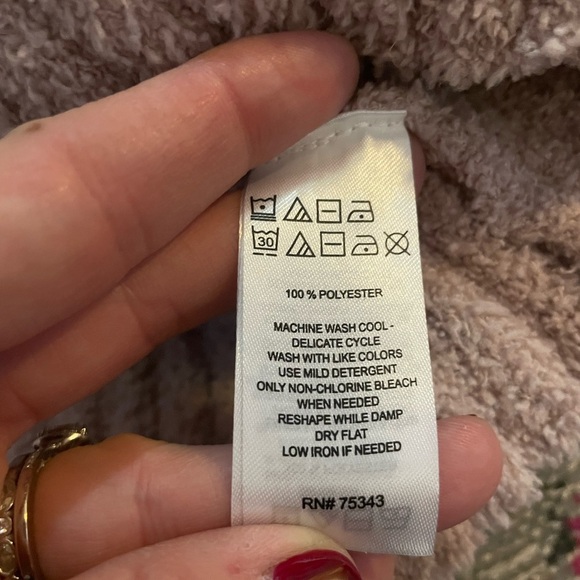 30
100 % POLYESTER
MACHINE WASH COOL -
DELICATE CYCLE
WASH WITH LIKE COLORS
USE MILD DETERGENT
ONLY NON-CHLORINE BLEACH
WHEN NEEDED
RESHAPE WHILE DAMP
DRY FLAT
LOW IRON IF NEEDED
RN# 75343